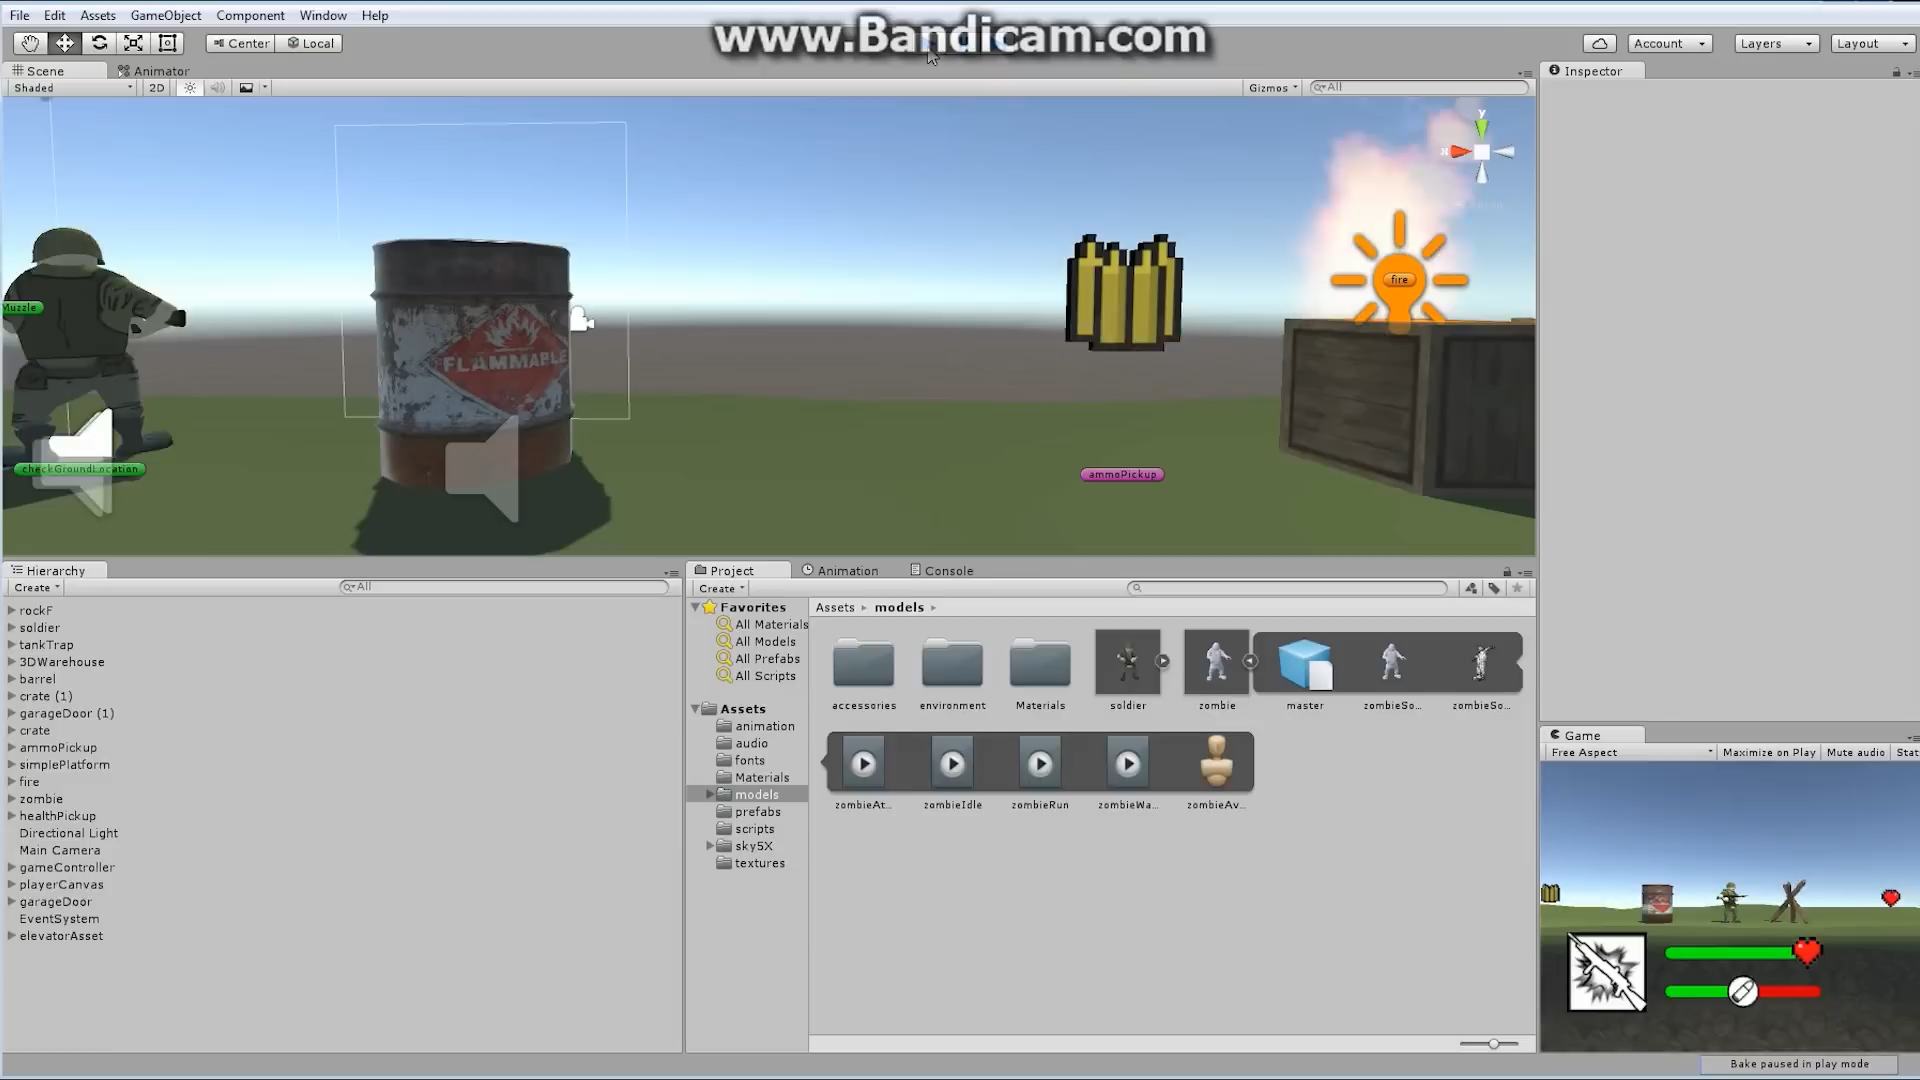 File Edit Assets GameObject Component Window Help
www.Bandicam.com
Center Local Account Layers Layout
Scene Animator Inspector
Shaded 2D Gizmos All
fire
Muzzle
FLAMMABLE
checkGroundLocation
ammoPickup
Hierarchy
Create All
rockF
soldier
tankTrap
3DWarehouse
barrel
crate (1)
garageDoor (1)
crate
ammoPickup
simplePlatform
fire
zombie
healthPickup
Directional Light
Main Camera
gameController
playerCanvas
garageDoor
EventSystem
elevatorAsset
Project Animation Console
Create
Favorites
All Materials
All Models
All Prefabs
All Scripts
Assets
animation
audio
fonts
Materials
models
prefabs
scripts
sky5X
textures
Assets models
accessories environment Materials soldier zombie master zombieSo... zombieSo...
zombieAt... zombieIdle zombieRun zombieWa... zombieAv...
Game
Free Aspect Maximize on Play Mute audio Stat
Bake paused in play mode